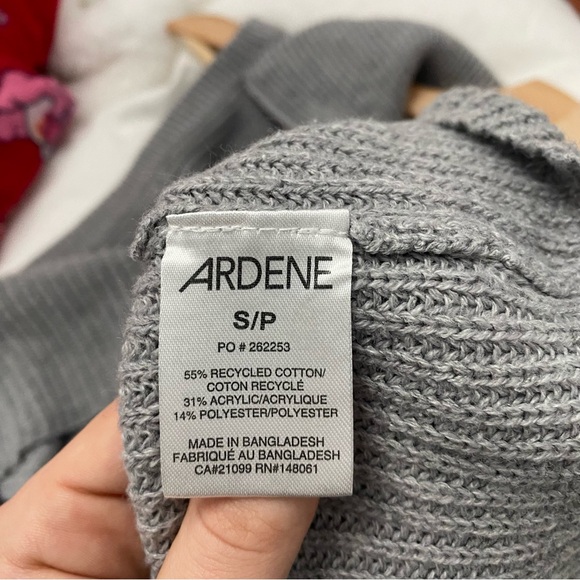 ARDENE
S/P
PO # 262253
55% RECYCLED COTTON/
COTON RECYCLÉ
31% ACRYLIC/ACRYLIQUE
14% POLYESTER/POLYESTER
MADE IN BANGLADESH
FABRIQUÉ AU BANGLADESH
CA#21099 RN#148061